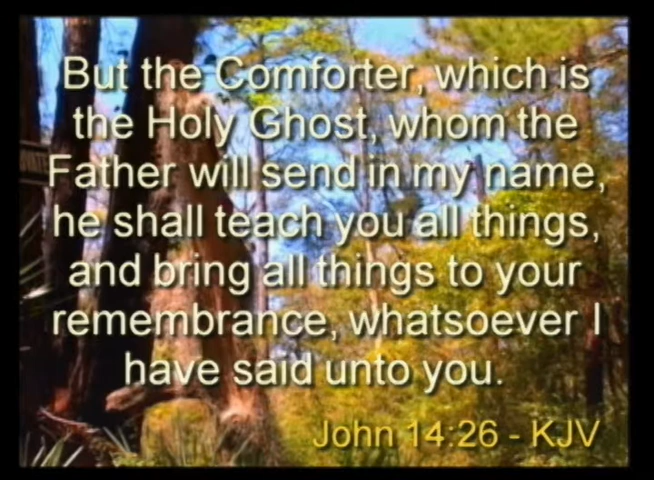 But the Comforter, which is
the Holy Ghost, whom the
Father will send in my name,
he shall teach you all things,
and bring all things to your
remembrance, whatsoever I
have said unto you.
John 14:26 - KJV